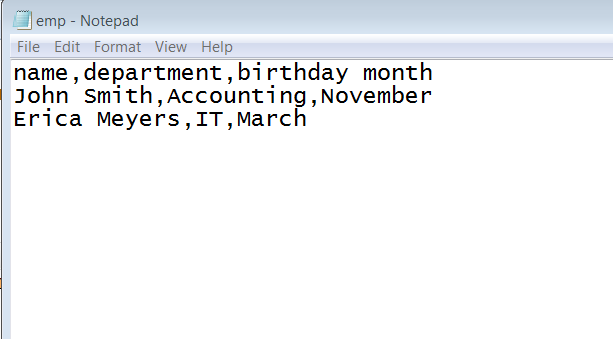 emp - Notepad
File Edit Format View Help
name,department,birthday month
John Smith,Accounting,November
Erica Meyers,IT,March